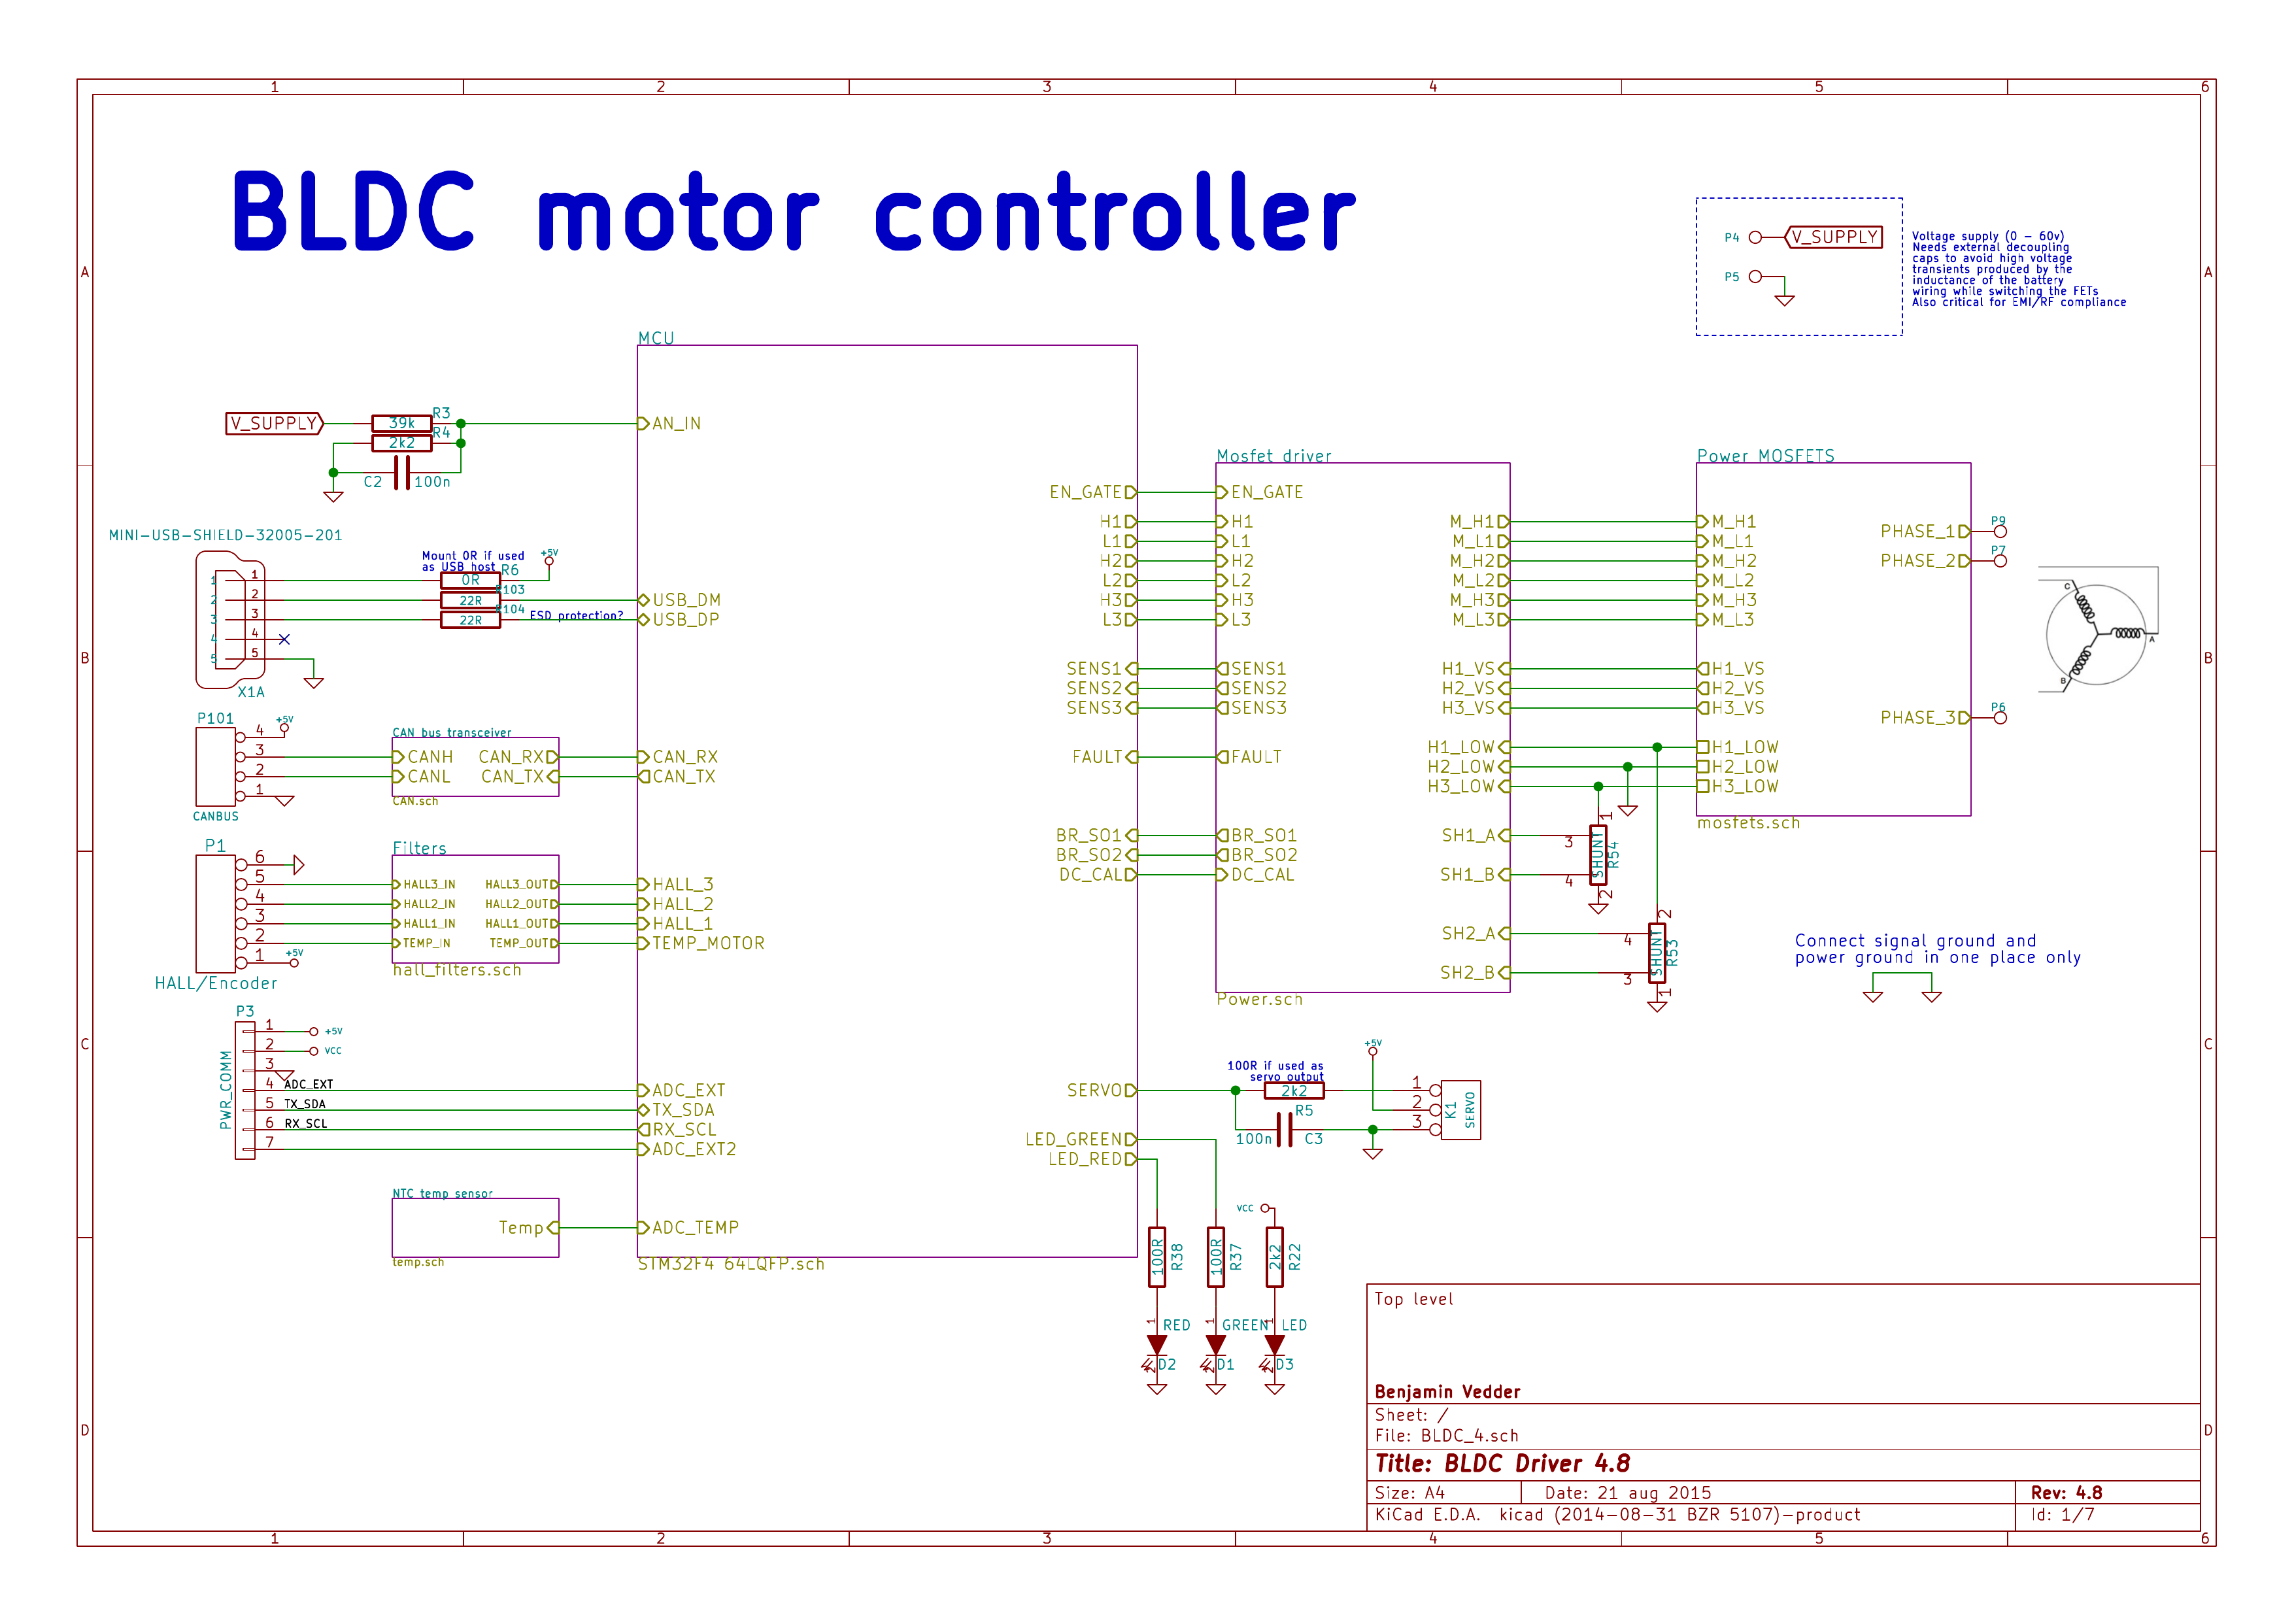 1 2 3 4 5 6
A A
B B
C C
D D
BLDC motor controller
P4 V_SUPPLY
P5
Voltage supply (0 - 60v)
Needs external decoupling
caps to avoid high voltage
transients produced by the
inductance of the battery
wiring while switching the FETs
Also critical for EMI/RF compliance
V_SUPPLY
39k
R3
2k2
R4
C2 100n
MINI-USB-SHIELD-32005-201
1 1
2 2
3 3
4 4
5 5
X1A
Mount 0R if used
as USB host
+5V
0R
R6
22R
R103
22R
R104
ESD protection?
P101
+5V
4
3
2
1
CANBUS
CAN bus transceiver
CANH CAN_RX
CANL CAN_TX
CAN.sch
P1
6
5
4
3
2
1
+5V
HALL/Encoder
Filters
HALL3_IN HALL3_OUT
HALL2_IN HALL2_OUT
HALL1_IN HALL1_OUT
TEMP_IN TEMP_OUT
hall_filters.sch
P3
PWR_COMM
1 +5V
2 VCC
3
4 ADC_EXT
5 TX_SDA
6 RX_SCL
7
NTC temp sensor
Temp
temp.sch
MCU
AN_IN
USB_DM
USB_DP
CAN_RX
CAN_TX
HALL_3
HALL_2
HALL_1
TEMP_MOTOR
ADC_EXT
TX_SDA
RX_SCL
ADC_EXT2
ADC_TEMP
EN_GATE
H1
L1
H2
L2
H3
L3
SENS1
SENS2
SENS3
FAULT
BR_SO1
BR_SO2
DC_CAL
SERVO
LED_GREEN
LED_RED
STM32F4 64LQFP.sch
Mosfet driver
EN_GATE
H1 M_H1
L1 M_L1
H2 M_H2
L2 M_L2
H3 M_H3
L3 M_L3
SENS1 H1_VS
SENS2 H2_VS
SENS3 H3_VS
H1_LOW
FAULT H2_LOW
H3_LOW
BR_SO1 SH1_A
BR_SO2
DC_CAL SH1_B
SH2_A
SH2_B
Power.sch
1
3
SHUNT
R54
4
2
2
4
SHUNT
R53
3
1
Power MOSFETS
M_H1
M_L1
M_H2
M_L2
M_H3
M_L3
H1_VS
H2_VS
H3_VS
H1_LOW
H2_LOW
H3_LOW
PHASE_1
PHASE_2
PHASE_3
mosfets.sch
P9
P7
P6
C
A
B
Connect signal ground and
power ground in one place only
100R if used as
servo output
2k2
R5
100n C3
+5V
1
2
3
K1
SERVO
VCC
100R R38
100R R37
2k2 R22
1 RED
1 GREEN
1 LED
2 D2
2 D1
2 D3
Top level
Benjamin Vedder
Sheet: /
File: BLDC_4.sch
Title: BLDC Driver 4.8
Size: A4 Date: 21 aug 2015 Rev: 4.8
KiCad E.D.A. kicad (2014-08-31 BZR 5107)-product Id: 1/7
1 2 3 4 5 6